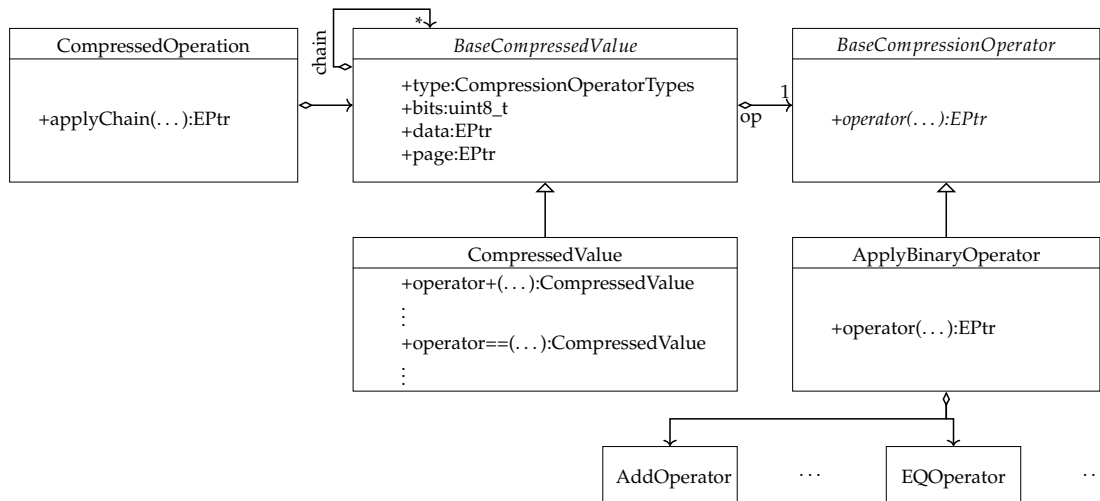 CompressedOperation
+applyChain(...):EPtr
chain
*
BaseCompressedValue
+type:CompressionOperatorTypes
+bits:uint8_t
+data:EPtr
+page:EPtr
op
1
BaseCompressionOperator
+operator(...):EPtr
CompressedValue
+operator+(...):CompressedValue
⋮
+operator==(...):CompressedValue
⋮
ApplyBinaryOperator
+operator(...):EPtr
AddOperator
...
EQOperator
..